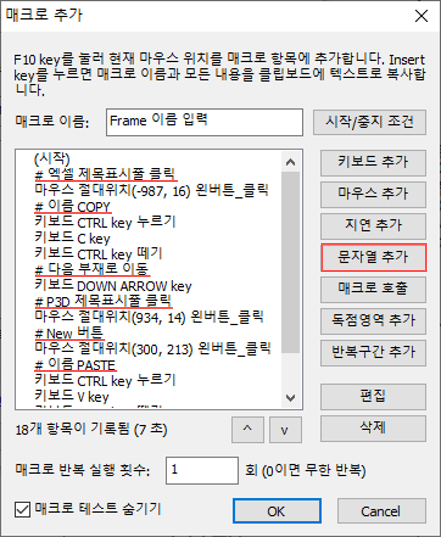 매크로 추가
F10 key를 눌러 현재 마우스 위치를 매크로 항목에 추가합니다. Insert
key를 누르면 매크로 이름과 모든 내용을 클립보드에 텍스트로 복사합
니다.
매크로 이름: Frame 이름 입력 시작/중지 조건
(시작)
# 엑셀 제목표시줄 클릭
마우스 절대위치(-987, 16) 왼버튼_클릭
# 이름 COPY
키보드 CTRL key 누르기
키보드 C key
키보드 CTRL key 떼기
# 다음 부재로 이동
키보드 DOWN ARROW key
# P3D 제목표시줄 클릭
마우스 절대위치(934, 14) 왼버튼_클릭
# New 버튼
마우스 절대위치(300, 213) 왼버튼_클릭
# 이름 PASTE
키보드 CTRL key 누르기
키보드 V key
키보드 추가
마우스 추가
지연 추가
문자열 추가
매크로 호출
독점영역 추가
반복구간 추가
편집
삭제
18개 항목이 기록됨 (7 초) ^ v
매크로 반복 실행 횟수: 1 회 (0이면 무한 반복)
매크로 테스트 숨기기 OK Cancel